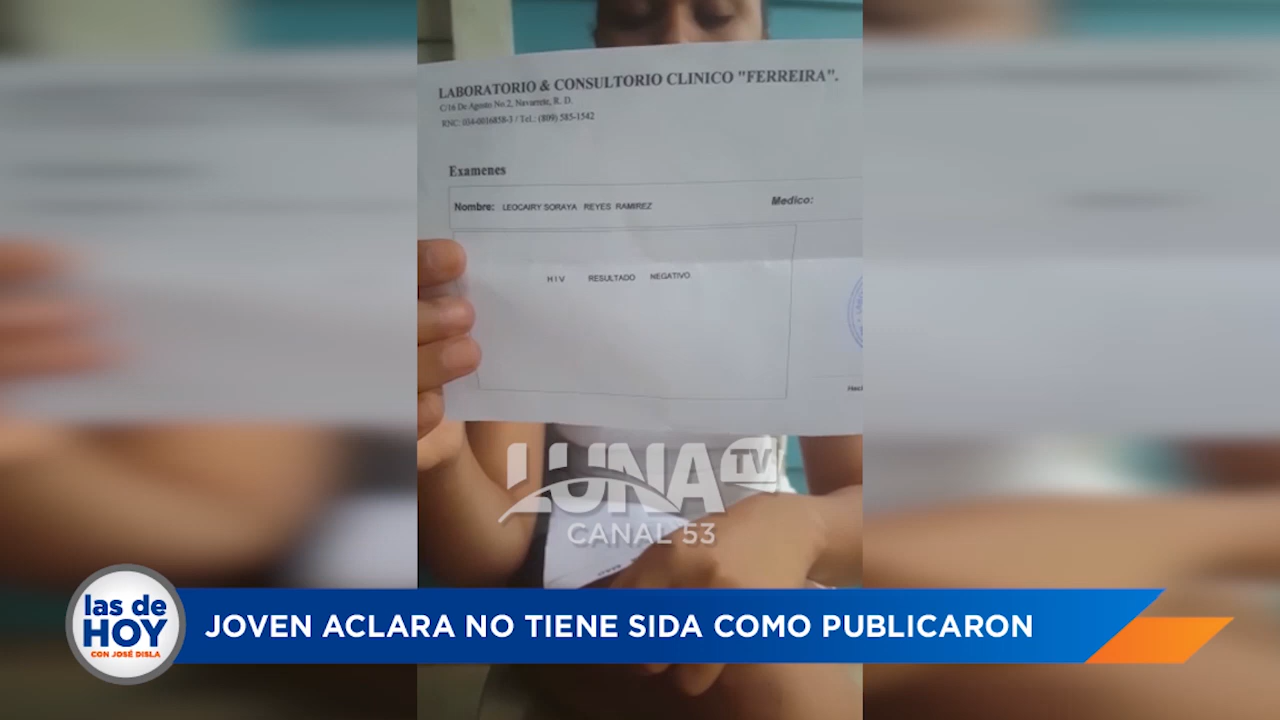 LABORATORIO & CONSULTORIO CLINICO "FERREIRA".
C/16 De Agosto No.2, Navarrete, R. D.
RNC: 034-0016858-3 / Tel.: (809) 585-1542
Examenes
Nombre: LEOCAIRY SORAYA REYES RAMIREZ Medico:
HIV RESULTADO NEGATIVO
LUNA TV
CANAL 53
las de
HOY
CON JOSÉ DISLA
JOVEN ACLARA NO TIENE SIDA COMO PUBLICARON